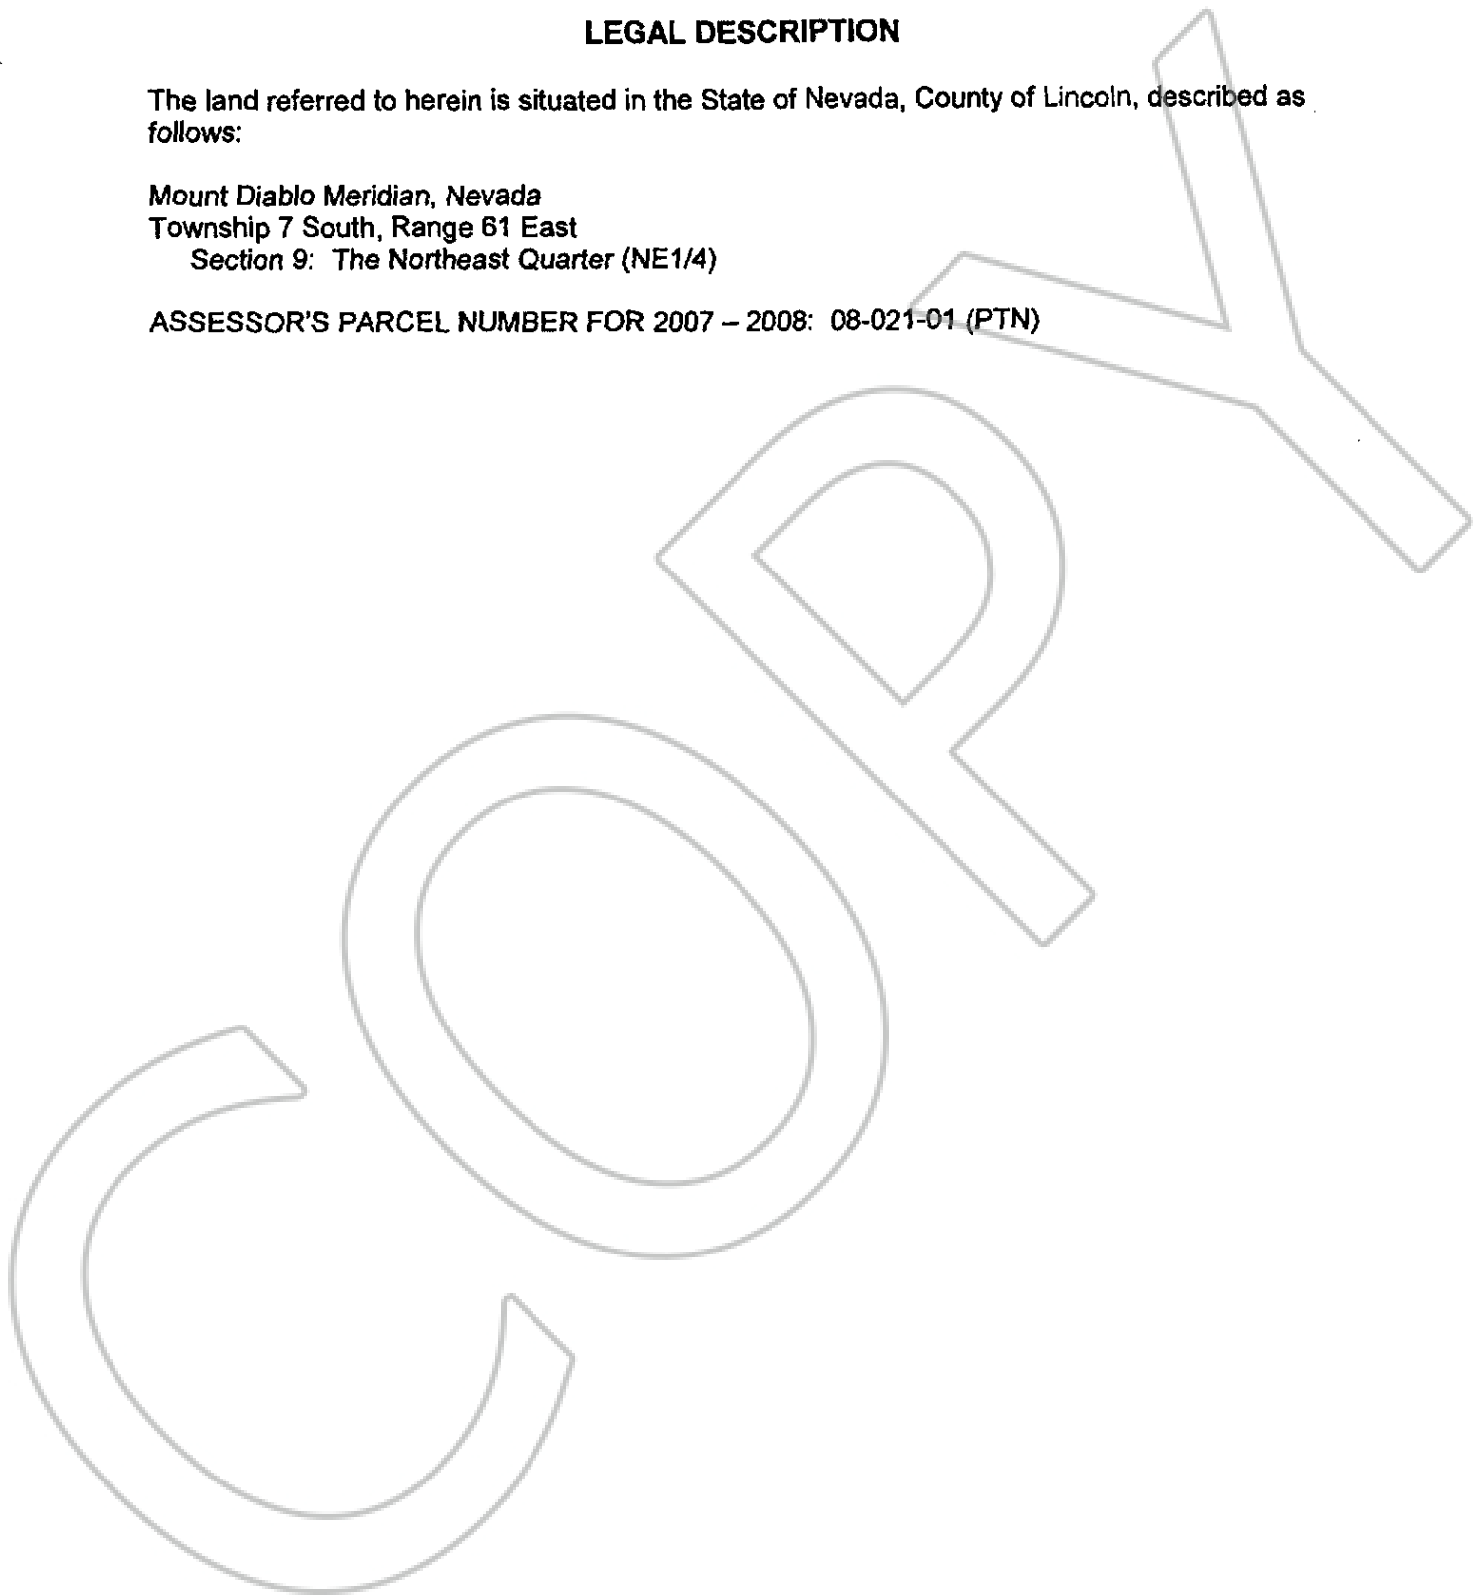 LEGAL DESCRIPTION
The land referred to herein is situated in the State of Nevada, County of Lincoln, described as
follows:
Mount Diablo Meridian, Nevada
Township 7 South, Range 61 East
Section 9: The Northeast Quarter (NE1/4)
ASSESSOR'S PARCEL NUMBER FOR 2007 – 2008: 08-021-01 (PTN)
COPY